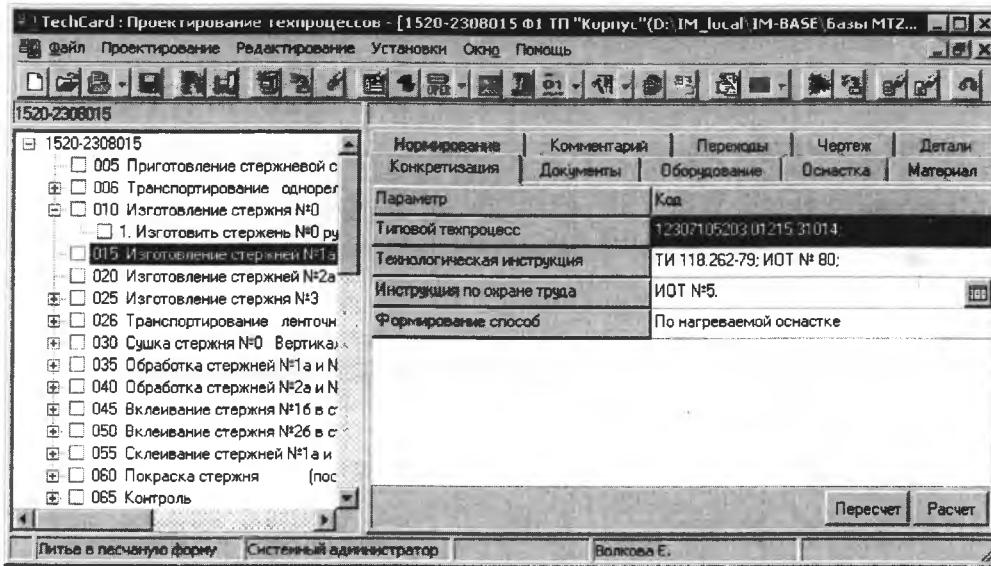 TechCard : Проектирование техпроцессов - [1520-2308015 Ф1 ТП "Корпус"(D:\IM_local\IM-BASE\Базы MTZ...
Файл Проектирование Редактирование Установки Окно Помощь
1520-2308015
1520-2308015
005 Приготовление стержневой с
006 Транспортирование однорел
010 Изготовление стержня №0
1. Изготовить стержень №0 ру
015 Изготовление стержней №1а
020 Изготовление стержней №2а
025 Изготовление стержня №3
026 Транспортирование ленточн
030 Сушка стержня №0 Вертикал
035 Обработка стержней №1а и N
040 Обработка стержней №2а и N
045 Вклеивание стержня №1б в с
050 Вклеивание стержня №2б в с
055 Склеивание стержней №1а и
060 Покраска стержня (пос
065 Контроль
Нормирование Комментарий Переходы Чертеж Детали
Конкретизация Документы Оборудование Оснастка Материал
Параметр Код
Типовой техпроцесс 12307105203.01215.31014;
Технологическая инструкция ТИ 118.262-79; ИОТ № 80;
Инструкция по охране труда ИОТ №5.
Формирование способ По нагреваемой оснастке
Пересчет Расчет
Литье в песчаную форму Системный администратор Волкова Е.